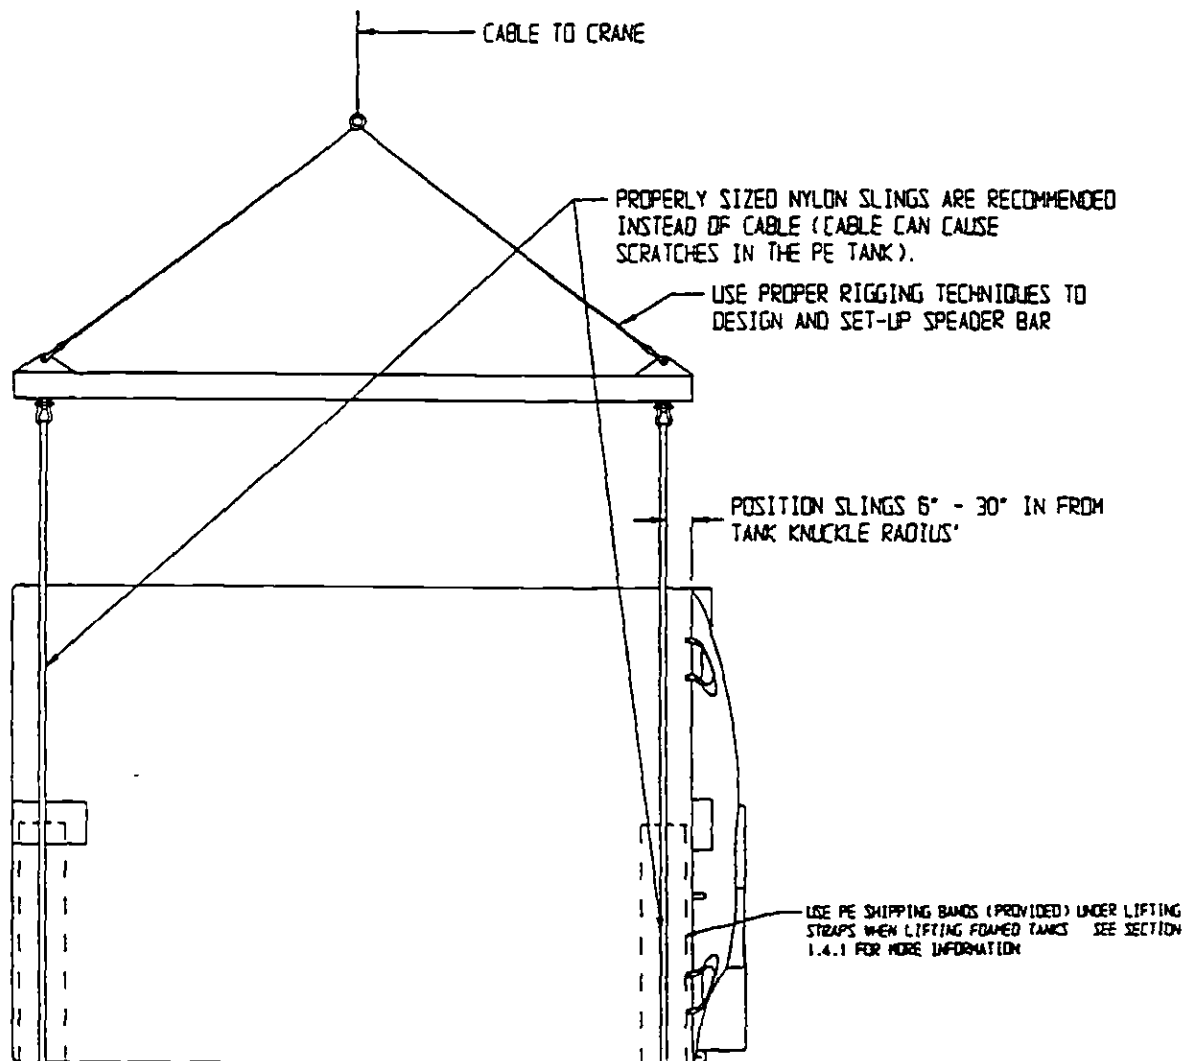 CABLE TO CRANE
PROPERLY SIZED NYLON SLINGS ARE RECOMMENDED
INSTEAD OF CABLE (CABLE CAN CAUSE
SCRATCHES IN THE PE TANK).
USE PROPER RIGGING TECHNIQUES TO
DESIGN AND SET-UP SPEADER BAR
POSITION SLINGS 6" - 30" IN FROM
TANK KNUCKLE RADIUS'
USE PE SHIPPING BANDS (PROVIDED) UNDER LIFTING
STRAPS WHEN LIFTING FOAMED TANKS SEE SECTION
1.4.1 FOR MORE INFORMATION